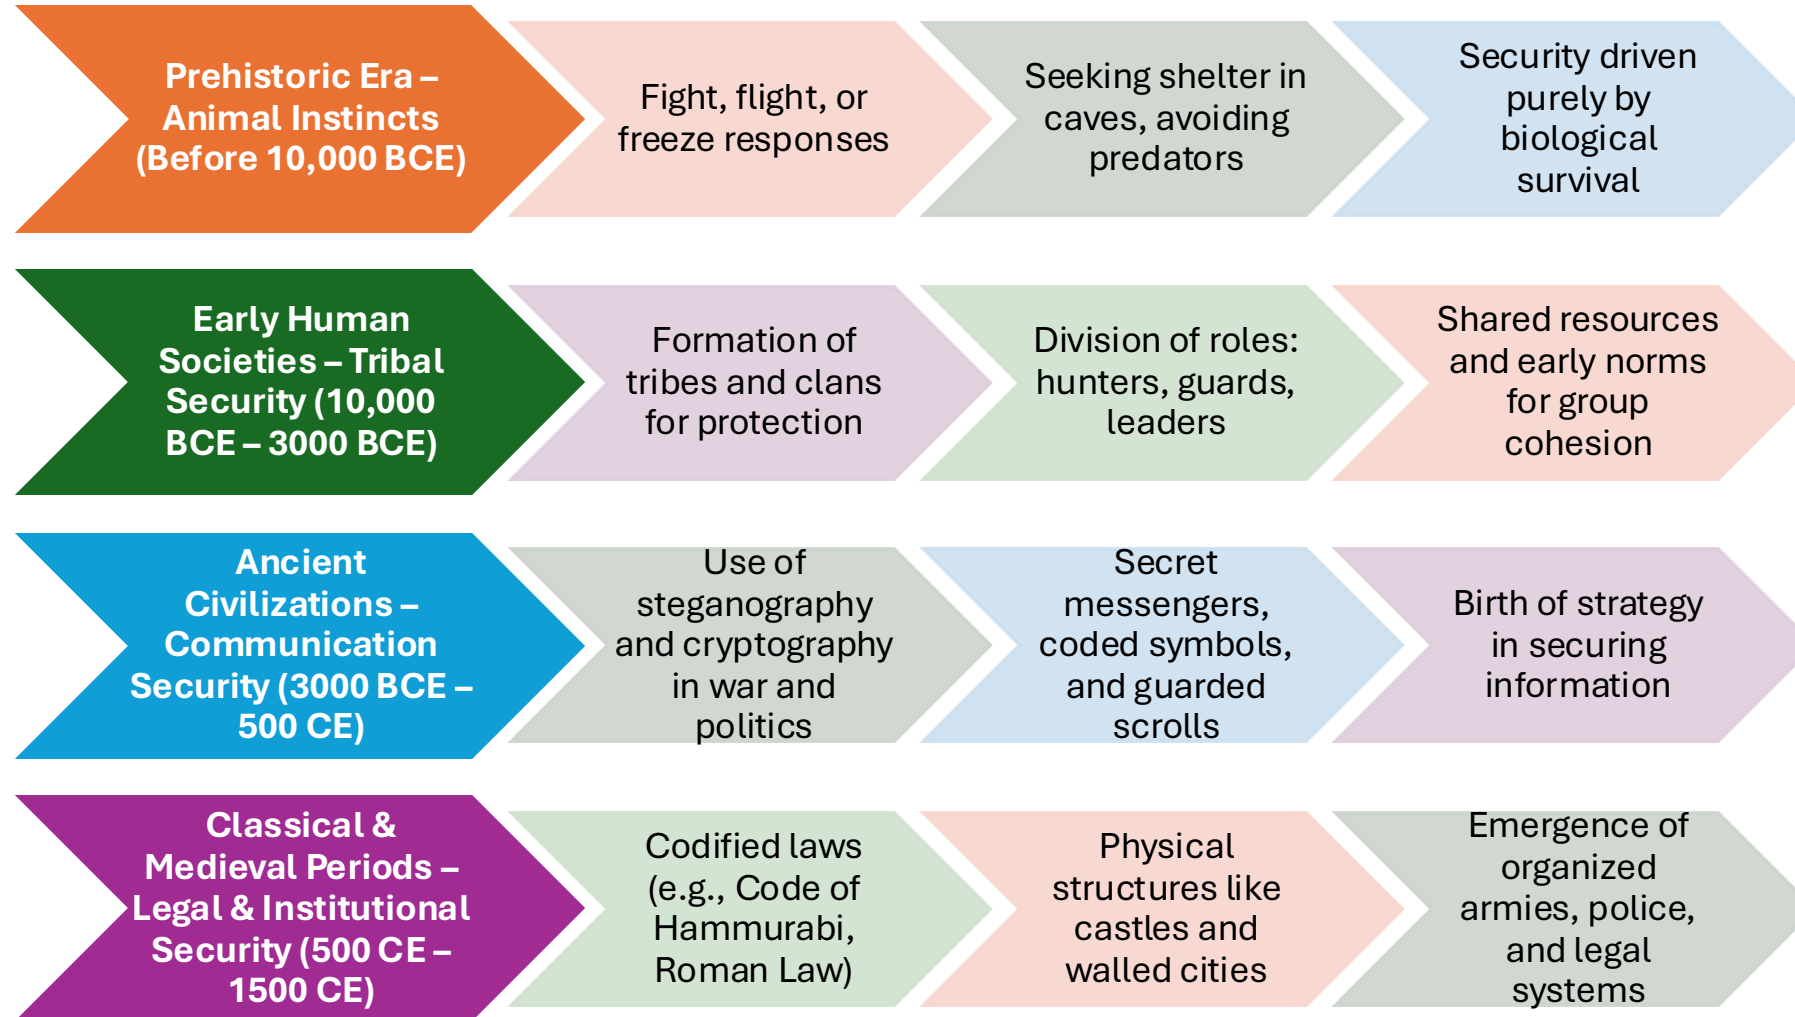 Prehistoric Era –
Animal Instincts
(Before 10,000 BCE)
Fight, flight, or
freeze responses
Seeking shelter in
caves, avoiding
predators
Security driven
purely by
biological
survival
Early Human
Societies – Tribal
Security (10,000
BCE – 3000 BCE)
Formation of
tribes and clans
for protection
Division of roles:
hunters, guards,
leaders
Shared resources
and early norms
for group
cohesion
Ancient
Civilizations –
Communication
Security (3000 BCE –
500 CE)
Use of
steganography
and cryptography
in war and
politics
Secret
messengers,
coded symbols,
and guarded
scrolls
Birth of strategy
in securing
information
Classical &
Medieval Periods –
Legal & Institutional
Security (500 CE –
1500 CE)
Codified laws
(e.g., Code of
Hammurabi,
Roman Law)
Physical
structures like
castles and
walled cities
Emergence of
organized
armies, police,
and legal
systems